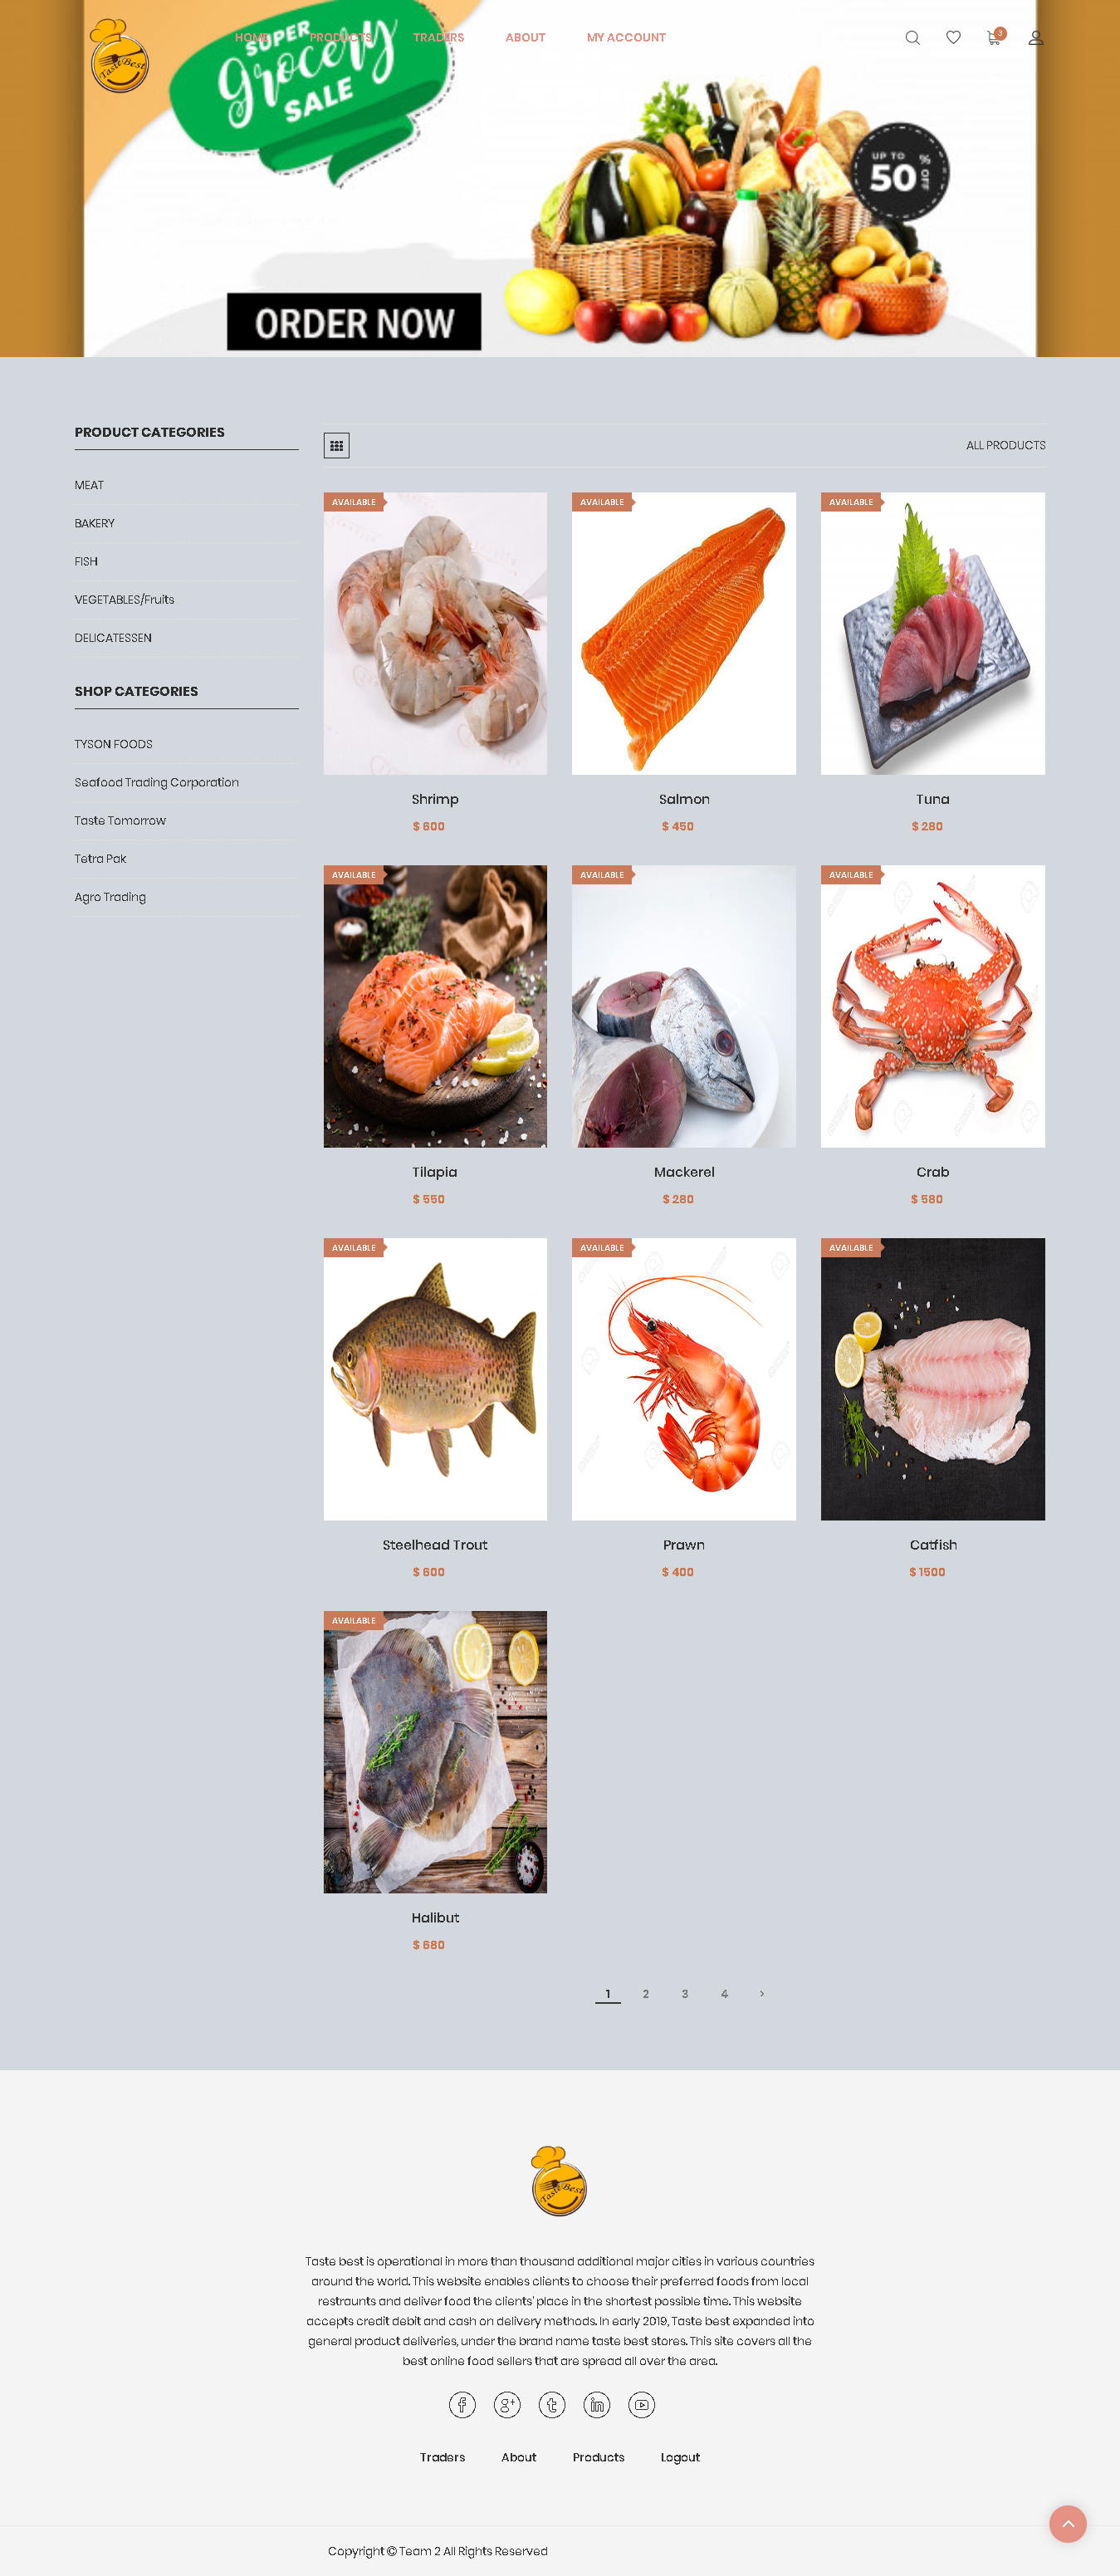 HOME PRODUCTS TRADERS ABOUT MY ACCOUNT
3
Taste Best
SUPER
grocery
SALE
UP TO
50 % OFF
ORDER NOW
PRODUCT CATEGORIES
MEAT
BAKERY
FISH
VEGETABLES/Fruits
DELICATESSEN
SHOP CATEGORIES
TYSON FOODS
Seafood Trading Corporation
Taste Tomorrow
Tetra Pak
Agro Trading
ALL PRODUCTS
AVAILABLE AVAILABLE AVAILABLE
Shrimp Salmon Tuna
$ 600 $ 450 $ 280
AVAILABLE AVAILABLE AVAILABLE
Tilapia Mackerel Crab
$ 550 $ 280 $ 580
AVAILABLE AVAILABLE AVAILABLE
Steelhead Trout Prawn Catfish
$ 600 $ 400 $ 1500
AVAILABLE
Halibut
$ 680
1 2 3 4 >
Taste Best
Taste best is operational in more than thousand additional major cities in various countries
around the world. This website enables clients to choose their preferred foods from local
restraunts and deliver food the clients' place in the shortest possible time. This website
accepts credit debit and cash on delivery methods. In early 2019, Taste best expanded into
general product deliveries, under the brand name taste best stores. This site covers all the
best online food sellers that are spread all over the area.
Traders About Products Logout
Copyright © Team 2 All Rights Reserved